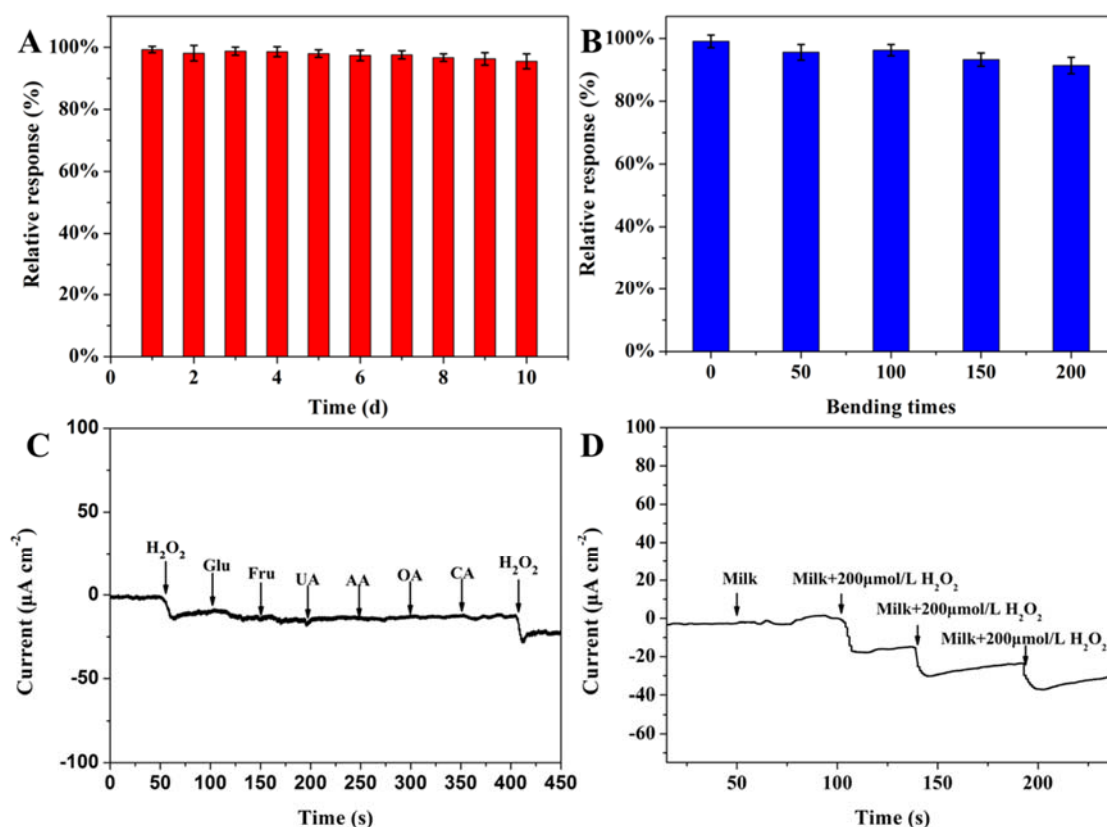 A
Relative response (%)
100%
80%
60%
40%
20%
0%
0 2 4 6 8 10
Time (d)
B
Relative response (%)
100%
80%
60%
40%
20%
0%
0 50 100 150 200
Bending times
C
Current (μA cm⁻²)
100
50
0
-50
-100
H₂O₂ Glu Fru UA AA OA CA H₂O₂
0 50 100 150 200 250 300 350 400 450
Time (s)
D
Current (μA cm⁻²)
100
80
60
40
20
0
-20
-40
-60
Milk Milk+200μmol/L H₂O₂
Milk+200μmol/L H₂O₂
Milk+200μmol/L H₂O₂
50 100 150 200
Time (s)